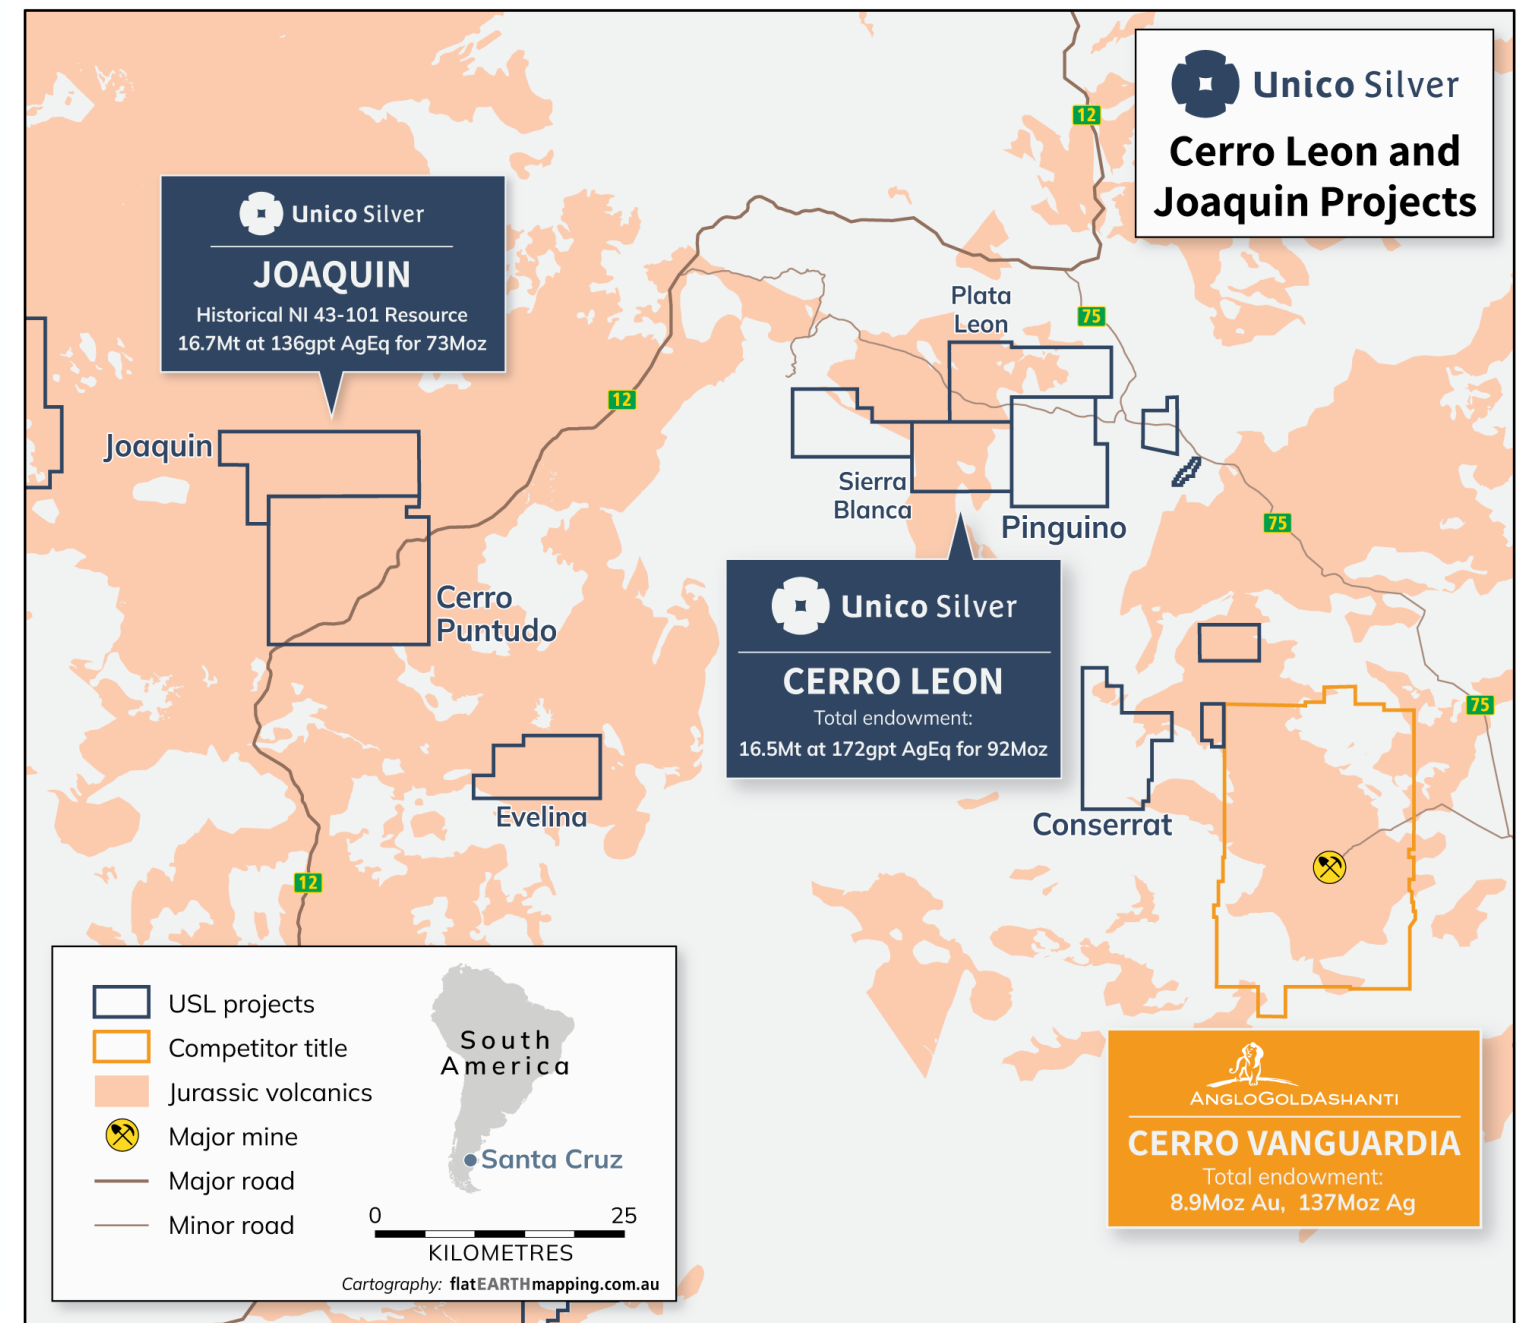 Unico Silver
Cerro Leon and
Joaquin Projects
12
Unico Silver
JOAQUIN
Historical NI 43-101 Resource
16.7Mt at 136gpt AgEq for 73Moz
Plata
Leon
75
12
Joaquin
Sierra
Blanca
Pinguino
75
Cerro
Puntudo
Unico Silver
CERRO LEON
Total endowment:
16.5Mt at 172gpt AgEq for 92Moz
75
Evelina
Conserrat
12
USL projects
Competitor title
Jurassic volcanics
Major mine
Major road
Minor road
South
America
Santa Cruz
0 25
KILOMETRES
Cartography: flatEARTHmapping.com.au
ANGLOGOLDASHANTI
CERRO VANGUARDIA
Total endowment:
8.9Moz Au, 137Moz Ag